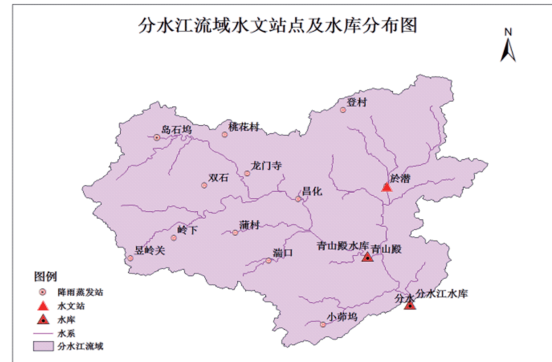 分水江流域水文站点及水库分布图
N
登村
岛石坞
桃花村
龙门寺
双石
於潜
昌化
蒲村
岭下
青山殿水库
青山殿
昱岭关
湍口
分水江水库
分水
小茆坞
图例
降雨蒸发站
水文站
水库
水系
分水江流域